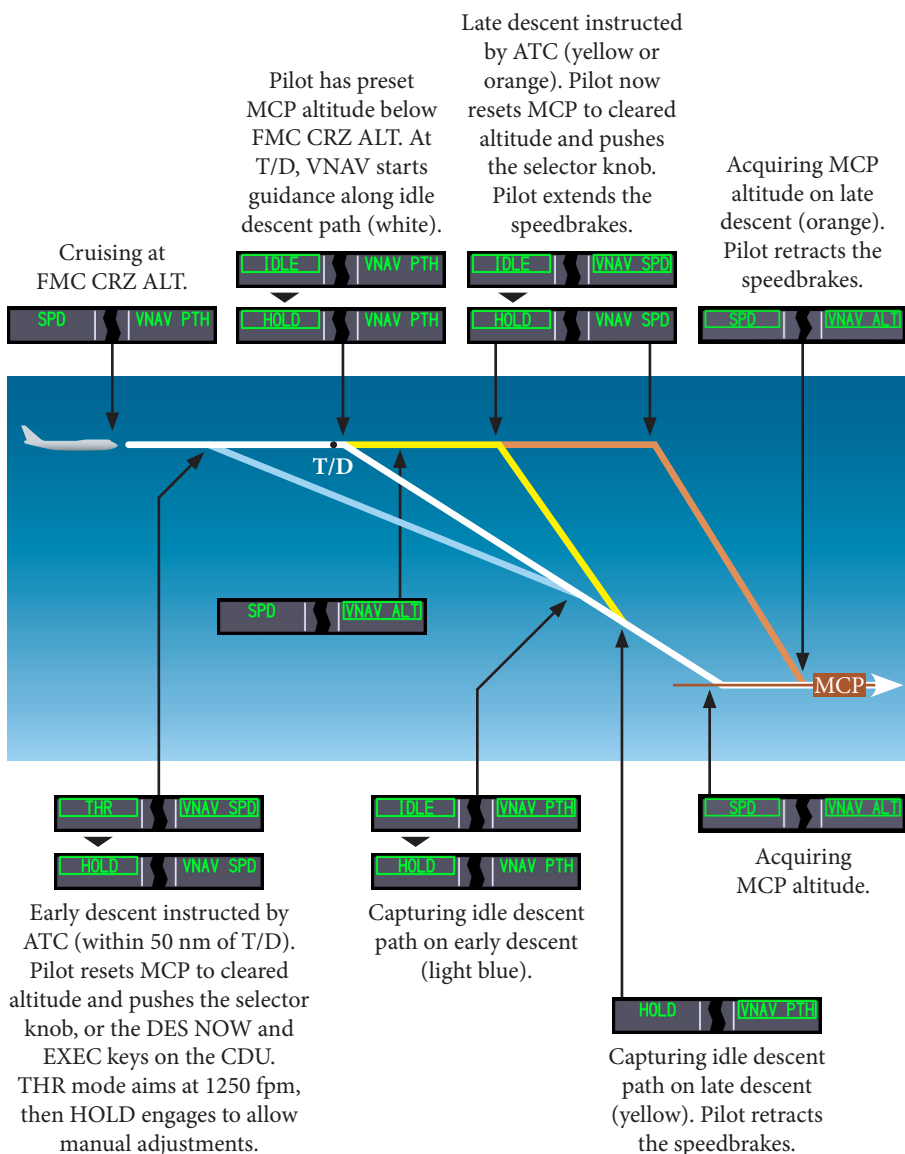 Late descent instructed
by ATC (yellow or
orange). Pilot now
resets MCP to cleared
altitude and pushes
the selector knob.
Pilot extends the
speedbrakes.
Pilot has preset
MCP altitude below
FMC CRZ ALT. At
T/D, VNAV starts
guidance along idle
descent path (white).
Acquiring MCP
altitude on late
descent (orange).
Pilot retracts the
speedbrakes.
Cruising at
FMC CRZ ALT.
IDLE VNAV PTH
IDLE VNAV SPD
SPD VNAV PTH
HOLD VNAV PTH
HOLD VNAV SPD
SPD VNAV ALT
T/D
SPD VNAV ALT
MCP
THR VNAV SPD
HOLD VNAV SPD
IDLE VNAV PTH
HOLD VNAV PTH
SPD VNAV ALT
Acquiring
MCP altitude.
Early descent instructed by
ATC (within 50 nm of T/D).
Pilot resets MCP to cleared
altitude and pushes the selector
knob, or the DES NOW and
EXEC keys on the CDU.
THR mode aims at 1250 fpm,
then HOLD engages to allow
manual adjustments.
Capturing idle descent
path on early descent
(light blue).
HOLD VNAV PTH
Capturing idle descent
path on late descent
(yellow). Pilot retracts
the speedbrakes.